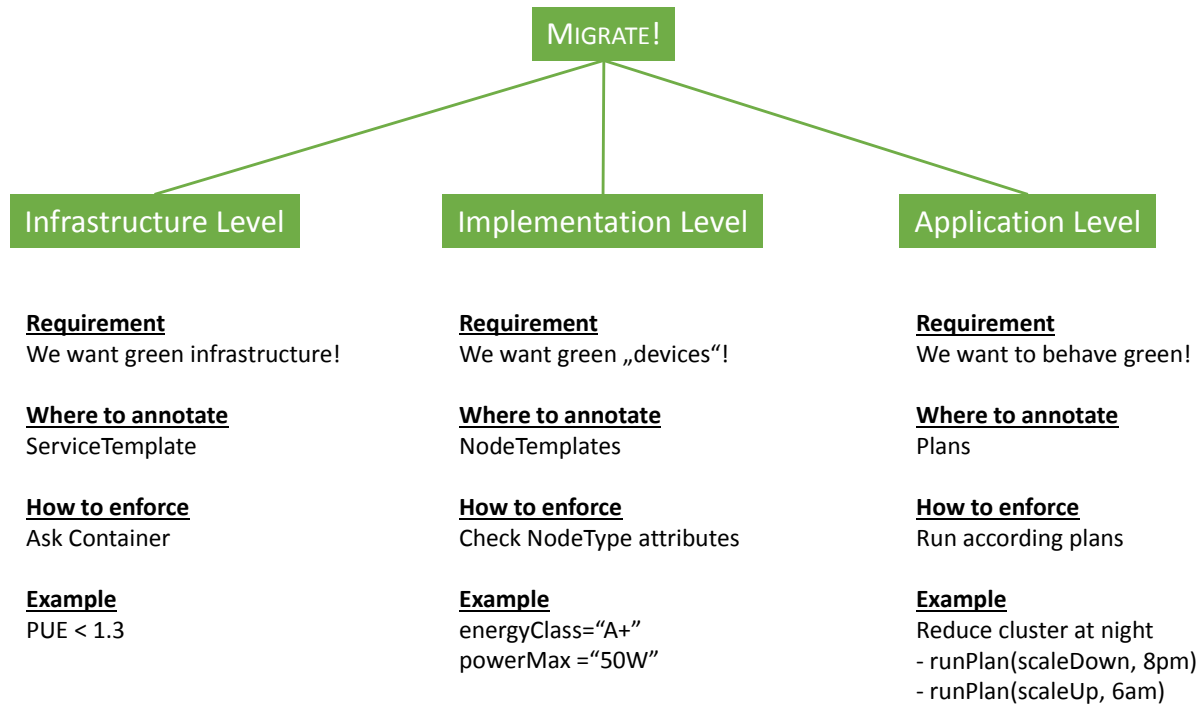 MIGRATE!
Infrastructure Level
Requirement
We want green infrastructure!
Where to annotate
ServiceTemplate
How to enforce
Ask Container
Example
PUE < 1.3
Implementation Level
Requirement
We want green „devices“!
Where to annotate
NodeTemplates
How to enforce
Check NodeType attributes
Example
energyClass=“A+”
powerMax =“50W”
Application Level
Requirement
We want to behave green!
Where to annotate
Plans
How to enforce
Run according plans
Example
Reduce cluster at night
- runPlan(scaleDown, 8pm)
- runPlan(scaleUp, 6am)